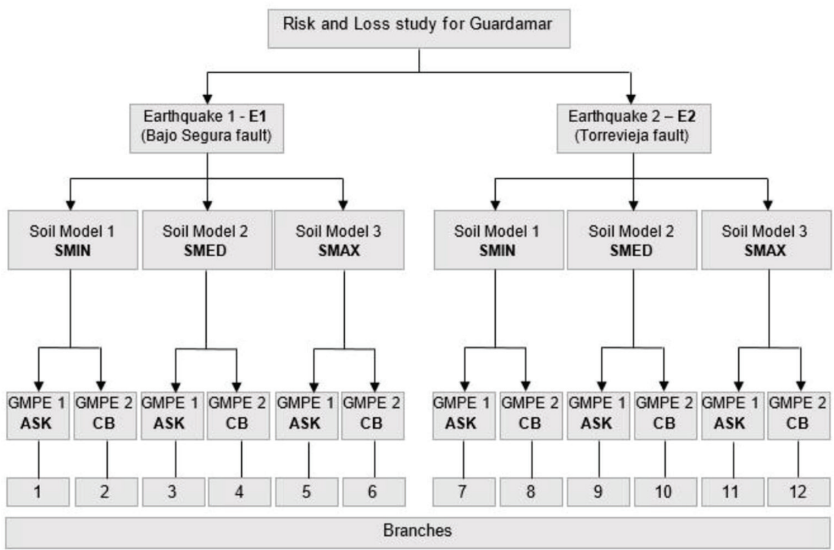 Risk and Loss study for Guardamar
Earthquake 1 - E1
(Bajo Segura fault)
Earthquake 2 – E2
(Torrevieja fault)
Soil Model 1
SMIN
Soil Model 2
SMED
Soil Model 3
SMAX
Soil Model 1
SMIN
Soil Model 2
SMED
Soil Model 3
SMAX
GMPE 1
ASK
GMPE 2
CB
GMPE 1
ASK
GMPE 2
CB
GMPE 1
ASK
GMPE 2
CB
GMPE 1
ASK
GMPE 2
CB
GMPE 1
ASK
GMPE 2
CB
GMPE 1
ASK
GMPE 2
CB
1
2
3
4
5
6
7
8
9
10
11
12
Branches